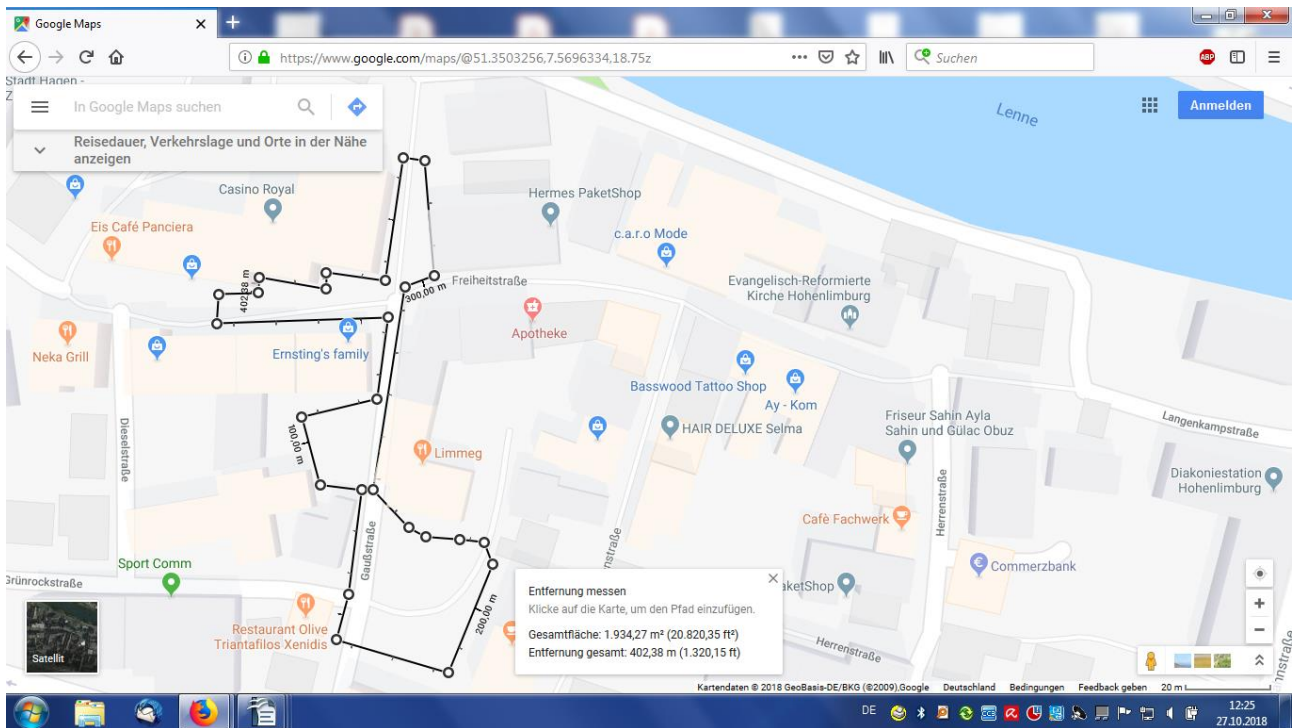 Google Maps
https://www.google.com/maps/@51.3503256,7.5696334,18.75z
Suchen
ABP
Stadt Hagen -
In Google Maps suchen
Anmelden
Reisedauer, Verkehrslage und Orte in der Nähe
anzeigen
Lenne
Casino Royal
Hermes PaketShop
Eis Café Panciera
c.a.r.o Mode
402,38 m
300,00 m
Freiheitstraße
Evangelisch-Reformierte
Kirche Hohenlimburg
Apotheke
Neka Grill
Ernsting's family
Basswood Tattoo Shop
Ay - Kom
HAIR DELUXE Selma
Friseur Sahin Ayla
Sahin und Gülac Obuz
Langenkampstraße
Dieselstraße
100,00 m
Limmeg
Diakoniestation
Hohenlimburg
Herrenstraße
Cafè Fachwerk
Gaußstraße
Sport Comm
Commerzbank
Grünrockstraße
200,00 m
Restaurant Olive
Triantafilos Xenidis
Entfernung messen
Klicke auf die Karte, um den Pfad einzufügen.
Gesamtfläche: 1.934,27 m² (20.820,35 ft²)
Entfernung gesamt: 402,38 m (1.320,15 ft)
aketShop
Herrenstraße
Satellit
Kartendaten © 2018 GeoBasis-DE/BKG (©2009),Google Deutschland Bedingungen Feedback geben 20 m
DE
12:25
27.10.2018